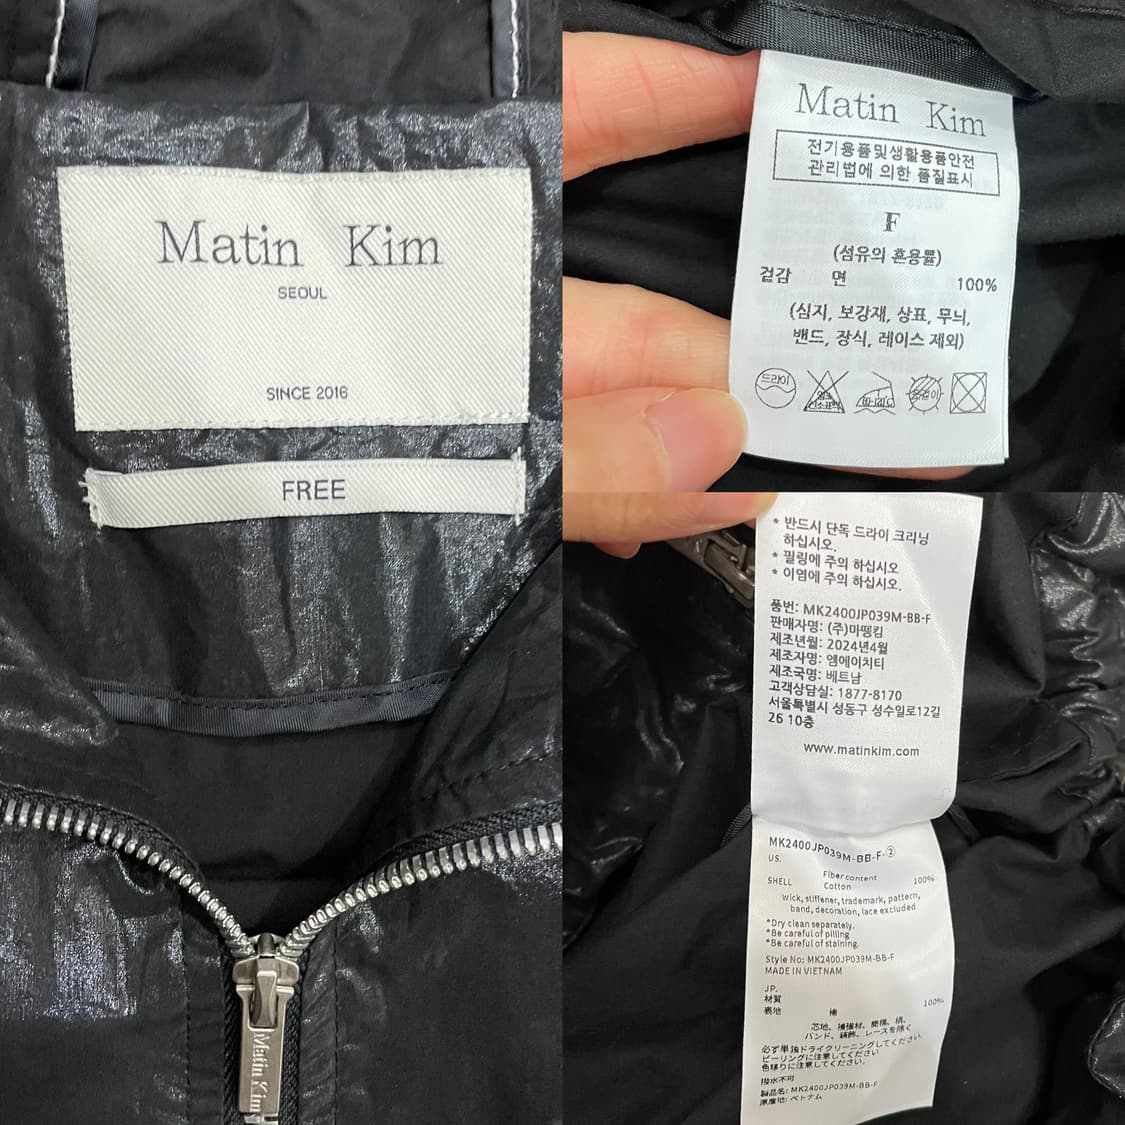 Matin Kim
SEOUL
SINCE 2016
FREE
Matin Kim
Matin Kim
전기용품및생활용품안전
관리법에 의한 품질표시
F
(섬유의 혼용률)
겉감 면 100%
(심지, 보강재, 상표, 무늬,
밴드, 장식, 레이스 제외)
드라이
* 반드시 단독 드라이 크리닝
하십시오.
* 필링에 주의 하십시오
* 이염에 주의 하십시오.
품번: MK2400JP039M-BB-F
판매자명: (주)마뗑킴
제조년월: 2024년4월
제조자명: 엠에이치티
제조국명: 베트남
고객상담실: 1877-8170
서울특별시 성동구 성수일로12길
26 10층
www.matinkim.com
MK2400JP039M-BB-F-②
US.
Fiber content
SHELL Cotton 100%
wick, stiffener, trademark, pattern,
band, decoration, lace excluded
*Dry clean separately.
*Be careful of pilling
*Be careful of staining.
Style No: MK2400JP039M-BB-F
MADE IN VIETNAM
JP.
材質
表地 綿 100%
芯地、補強材、商標、柄、
バンド、装飾、レースを除く
必ず単独ドライクリーニングしてください。
ピーリングに注意してください
色移りに注意してください
撥水不可
製品名: MK2400JP039M-BB-F
原産地: ベトナム